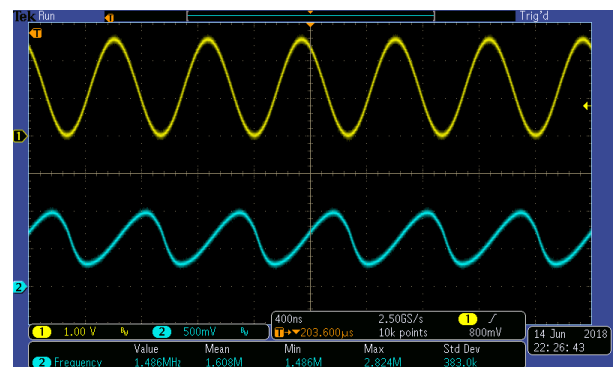 Tek Run Trig'd
T
T
1
2
1 1.00 V 2 500mV
400ns 2.50GS/s 1
T→▼203.600µs 10k points 800mV
14 Jun 2018
22:26:43
Value Mean Min Max Std Dev
2 Frequency 1.486MHz 1.608M 1.486M 2.824M 383.0k